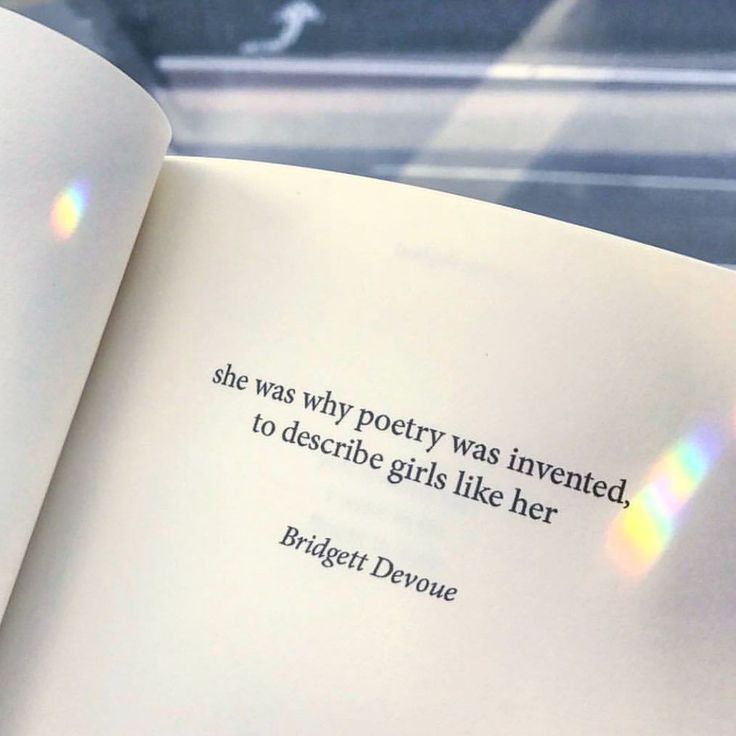 she was why poetry was invented,
to describe girls like her
Bridgett Devoue